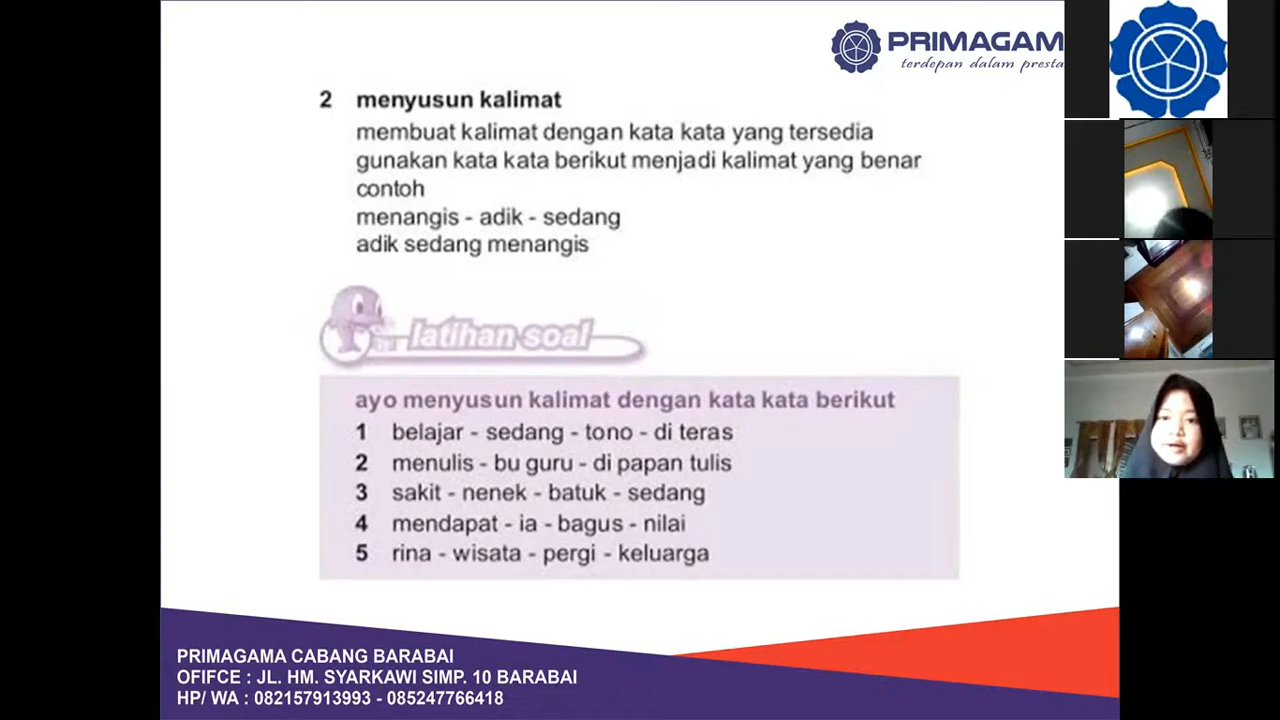 PRIMAGAM
terdepan dalam presta
2 menyusun kalimat
membuat kalimat dengan kata kata yang tersedia
gunakan kata kata berikut menjadi kalimat yang benar
contoh
menangis - adik - sedang
adik sedang menangis
latihan soal
ayo menyusun kalimat dengan kata kata berikut
1 belajar - sedang - tono - di teras
2 menulis - bu guru - di papan tulis
3 sakit - nenek - batuk - sedang
4 mendapat - ia - bagus - nilai
5 rina - wisata - pergi - keluarga
PRIMAGAMA CABANG BARABAI
OFIFCE : JL. HM. SYARKAWI SIMP. 10 BARABAI
HP/ WA : 082157913993 - 085247766418